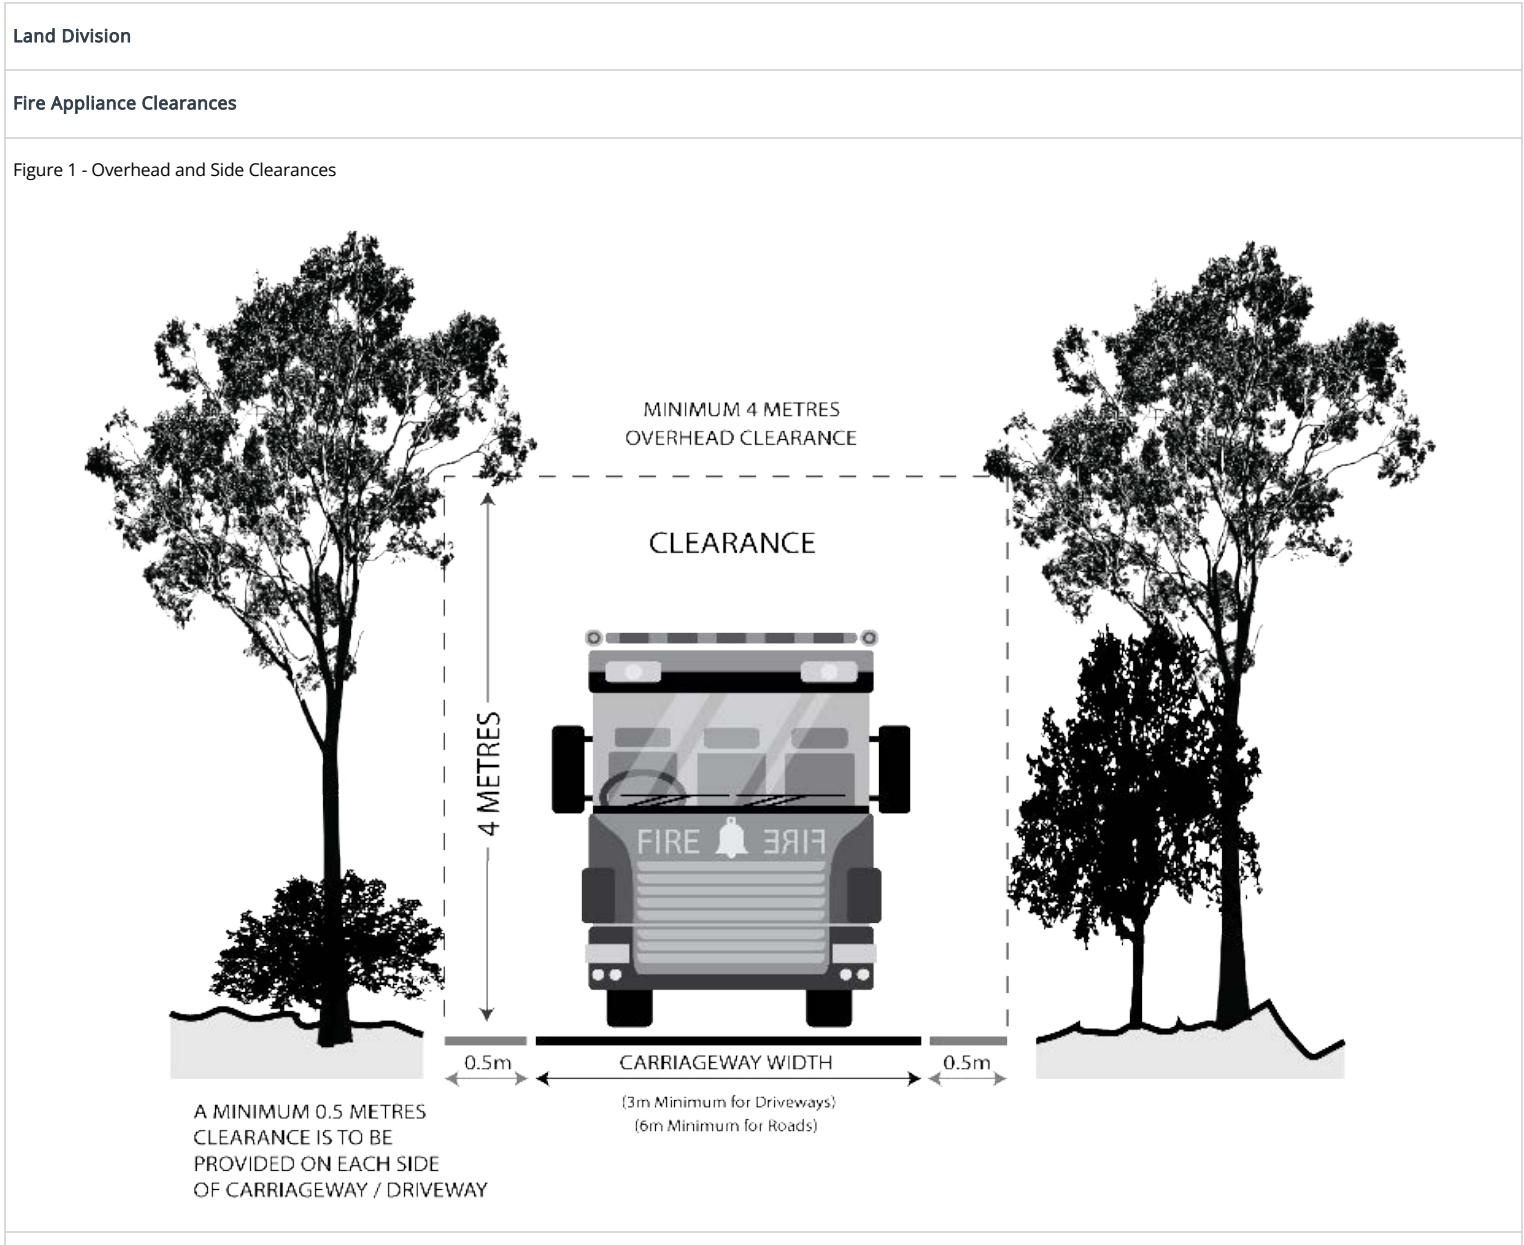 Land Division
Fire Appliance Clearances
Figure 1 - Overhead and Side Clearances
MINIMUM 4 METRES
OVERHEAD CLEARANCE
CLEARANCE
4 METRES
FIRE FIRE
0.5m CARRIAGEWAY WIDTH 0.5m
(3m Minimum for Driveways)
(6m Minimum for Roads)
A MINIMUM 0.5 METRES
CLEARANCE IS TO BE
PROVIDED ON EACH SIDE
OF CARRIAGEWAY / DRIVEWAY